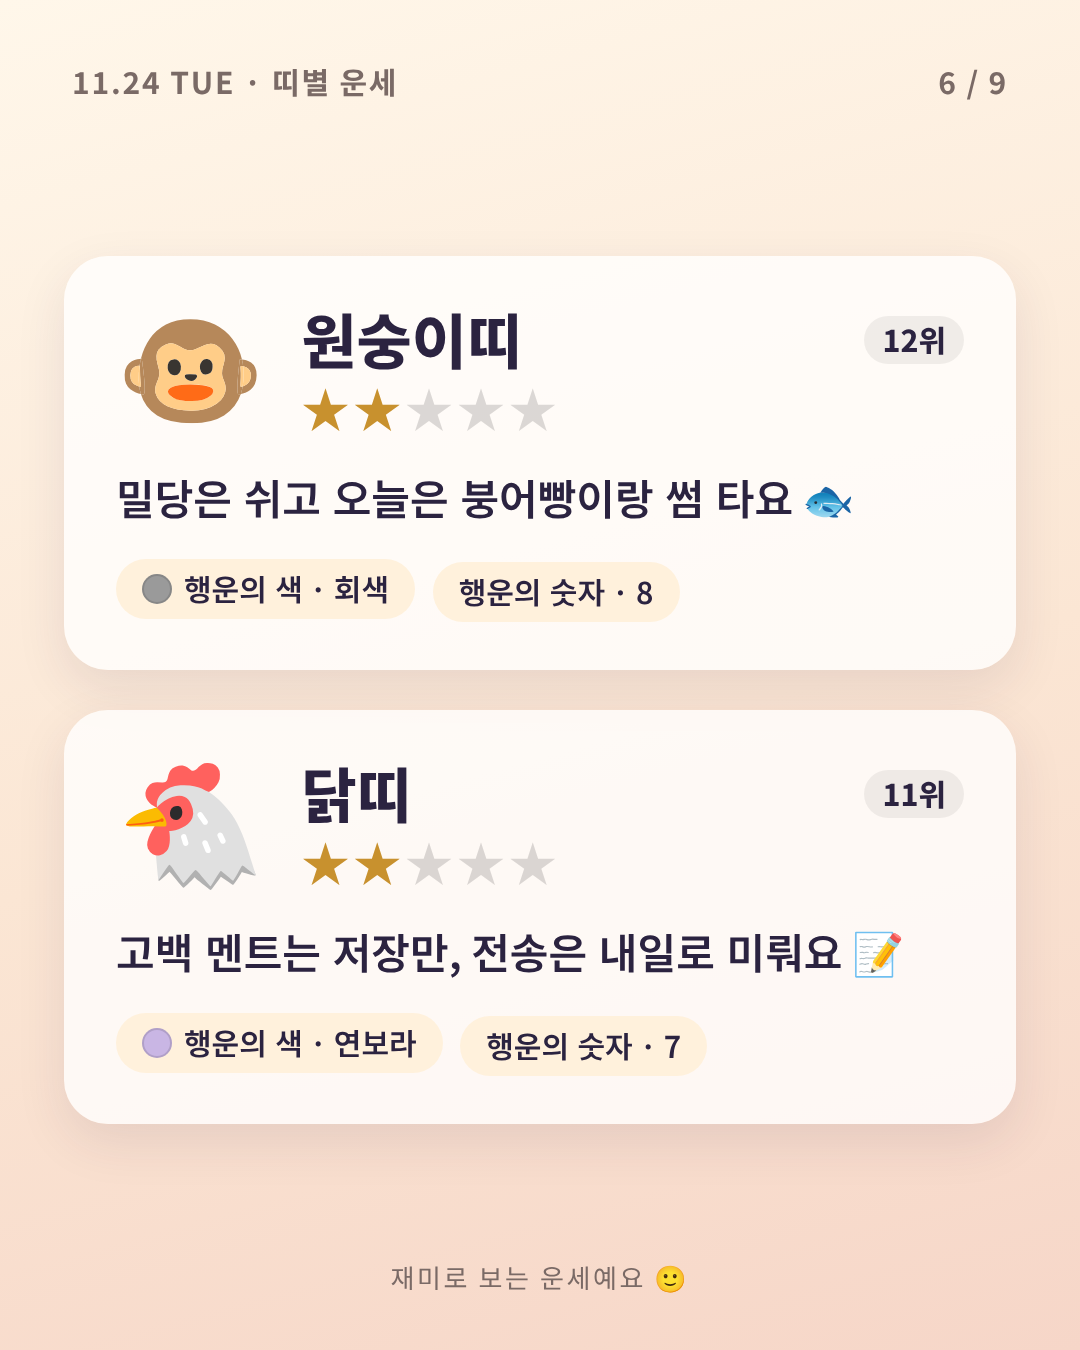 11.24 TUE · 띠별 운세
6 / 9
원숭이띠
12위
★★★★★
밀당은 쉬고 오늘은 붕어빵이랑 썸 타요 🐟
행운의 색 · 회색
행운의 숫자 · 8
닭띠
11위
★★★★★
고백 멘트는 저장만, 전송은 내일로 미뤄요 📝
행운의 색 · 연보라
행운의 숫자 · 7
재미로 보는 운세예요 🙂